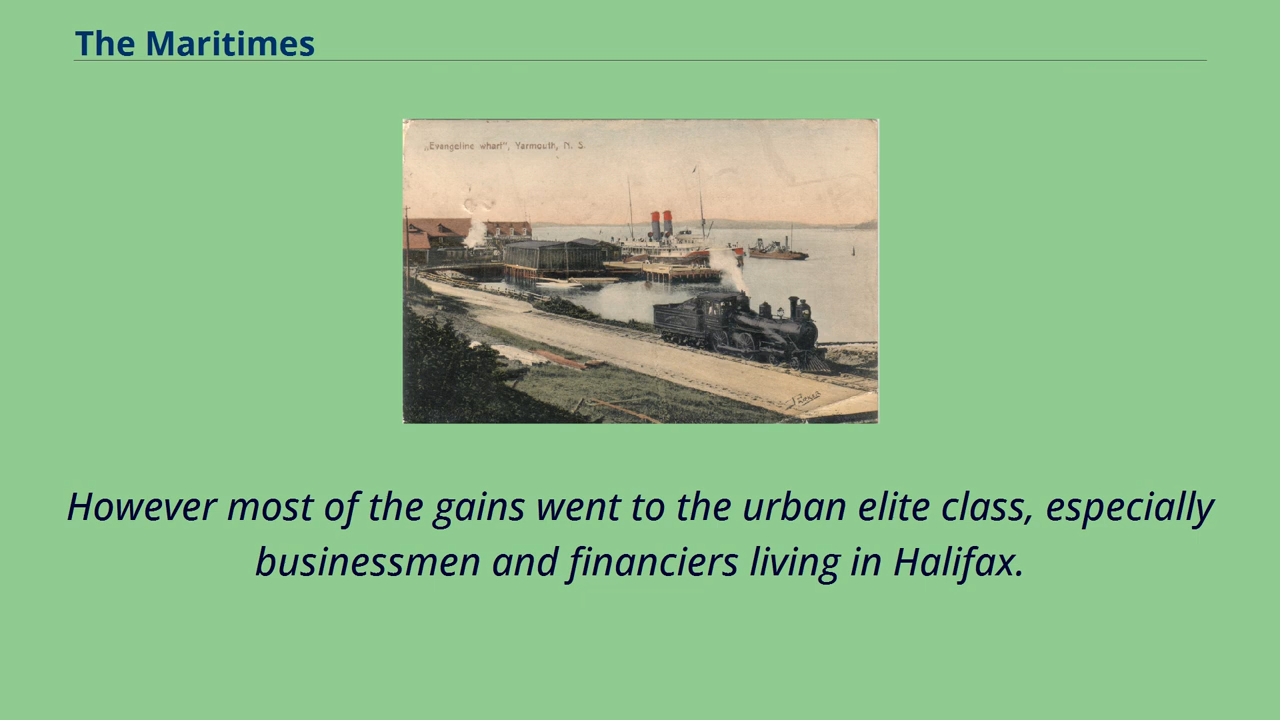 The Maritimes
„Evangeline wharf", Yarmouth, N. S.
However most of the gains went to the urban elite class, especially
businessmen and financiers living in Halifax.